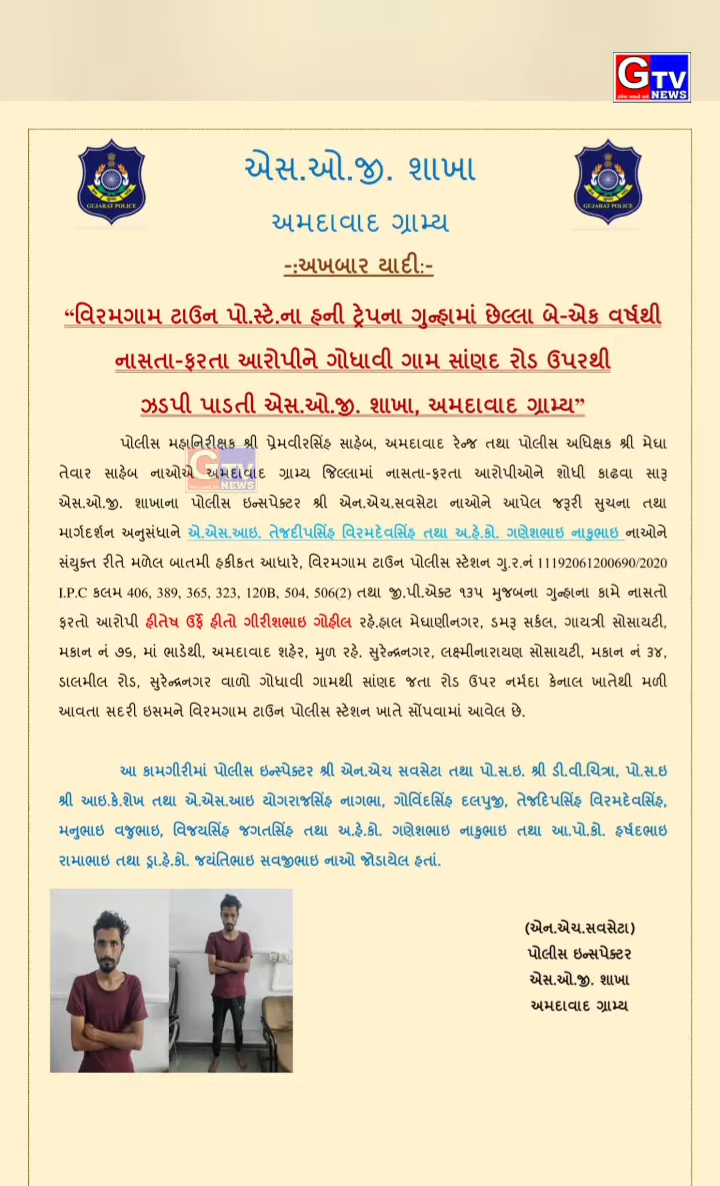 G TV
NEWS
GUJARAT POLICE
GUJARAT POLICE
એસ.ઓ.જી. શાખા
અમદાવાદ ગ્રામ્ય
-:અખબાર યાદી:-
“વિરમગામ ટાઉન પો.સ્ટે.ના હની ટ્રેપના ગુન્હામાં છેલ્લા બે-એક વર્ષથી
નાસતા-ફરતા આરોપીને ગોધાવી ગામ સાંણદ રોડ ઉપરથી
ઝડપી પાડતી એસ.ઓ.જી. શાખા, અમદાવાદ ગ્રામ્ય”
પોલીસ મહાનિરીક્ષક શ્રી પ્રેમવીરસિંહ સાહેબ, અમદાવાદ રેન્જ તથા પોલીસ અધિક્ષક શ્રી મેધા
તેવાર સાહેબ નાઓએ અમદાવાદ ગ્રામ્ય જિલ્લામાં નાસતા-ફરતા આરોપીઓને શોધી કાઢવા સારૂ
G TV
NEWS
એસ.ઓ.જી. શાખાના પોલીસ ઇન્સપેક્ટર શ્રી એન.એચ.સવસેટા નાઓને આપેલ જરૂરી સુચના તથા
માર્ગદર્શન અનુસંધાને એ.એસ.આઇ. તેજદીપસિંહ વિરમદેવસિંહ તથા અ.હે.કો. ગણેશભાઇ નાકુભાઇ નાઓને
સંયુક્ત રીતે મળેલ બાતમી હકીકત આધારે, વિરમગામ ટાઉન પોલીસ સ્ટેશન ગુ.ર.નં 11192061200690/2020
I.P.C કલમ 406, 389, 365, 323, 120B, 504, 506(2) તથા જી.પી.એક્ટ ૧૩૫ મુજબના ગુન્હાના કામે નાસતો
ફરતો આરોપી હીતેષ ઉર્ફે હીતો ગીરીશભાઇ ગોહીલ રહે.હાલ મેધાણીનગર, ડમરૂ સર્કલ, ગાયત્રી સોસાયટી,
મકાન નં ૭૬, માં ભાડેથી, અમદાવાદ શહેર, મુળ રહે. સુરેન્દ્રનગર, લક્ષ્મીનારાયણ સોસાયટી, મકાન નં ૩૪,
ડાલમીલ રોડ, સુરેન્દ્રનગર વાળો ગોધાવી ગામથી સાંણદ જતા રોડ ઉપર નર્મદા કેનાલ ખાતેથી મળી
આવતા સદરી ઇસમને વિરમગામ ટાઉન પોલીસ સ્ટેશન ખાતે સોંપવામાં આવેલ છે.
આ કામગીરીમાં પોલીસ ઇન્સ્પેક્ટર શ્રી એન.એચ સવસેટા તથા પો.સ.ઇ. શ્રી ડી.વી.ચિત્રા, પો.સ.ઇ
શ્રી આઇ.કે.શેખ તથા એ.એસ.આઇ યોગરાજસિંહ નાગભા, ગોવિંદસિંહ દલપુજી, તેજદિપસિંહ વિરમદેવસિંહ,
મનુભાઇ વજુભાઇ, વિજયસિંહ જગતસિંહ તથા અ.હે.કો. ગણેશભાઇ નાકુભાઇ તથા આ.પો.કો. હર્ષદભાઇ
રામાભાઇ તથા ડ્રા.હે.કો. જયંતિભાઇ સવજીભાઇ નાઓ જોડાયેલ હતાં.
(એન.એચ.સવસેટા)
પોલીસ ઇન્સપેક્ટર
એસ.ઓ.જી. શાખા
અમદાવાદ ગ્રામ્ય